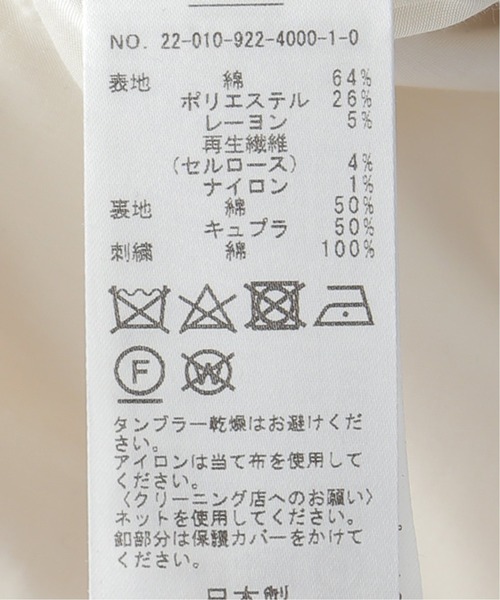 NO. 22-010-922-4000-1-0
表地 綿 64%
ポリエステル 26%
レーヨン 5%
再生繊維
(セルロース) 4%
ナイロン 1%
裏地 綿 50%
キュプラ 50%
刺繍 綿 100%
F W
タンブラー乾燥はお避けくだ
さい。
アイロンは当て布を使用して
ください。
〈クリーニング店へのお願い〉
ネットを使用してください。
釦部分は保護カバーをかけて
ください。
日本製